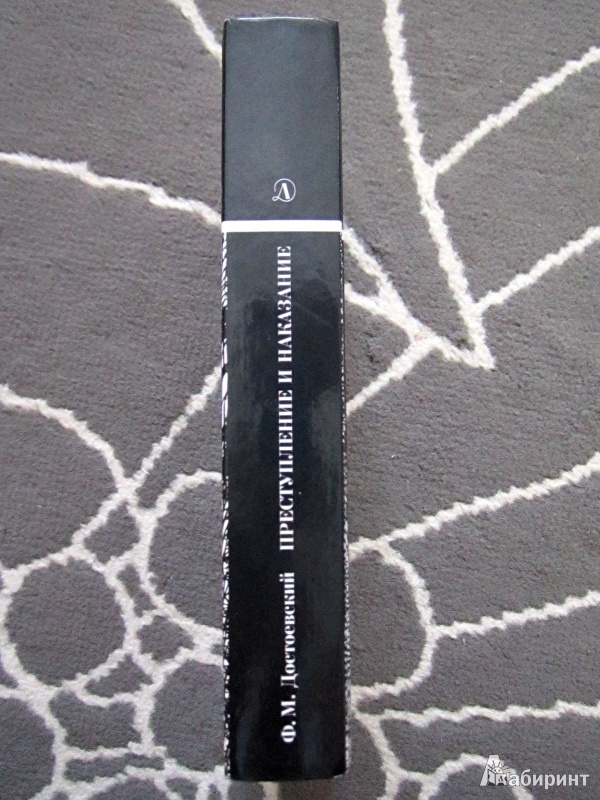 Ф. М. Достоевский ПРЕСТУПЛЕНИЕ И НАКАЗАНИЕ
Лабиринт